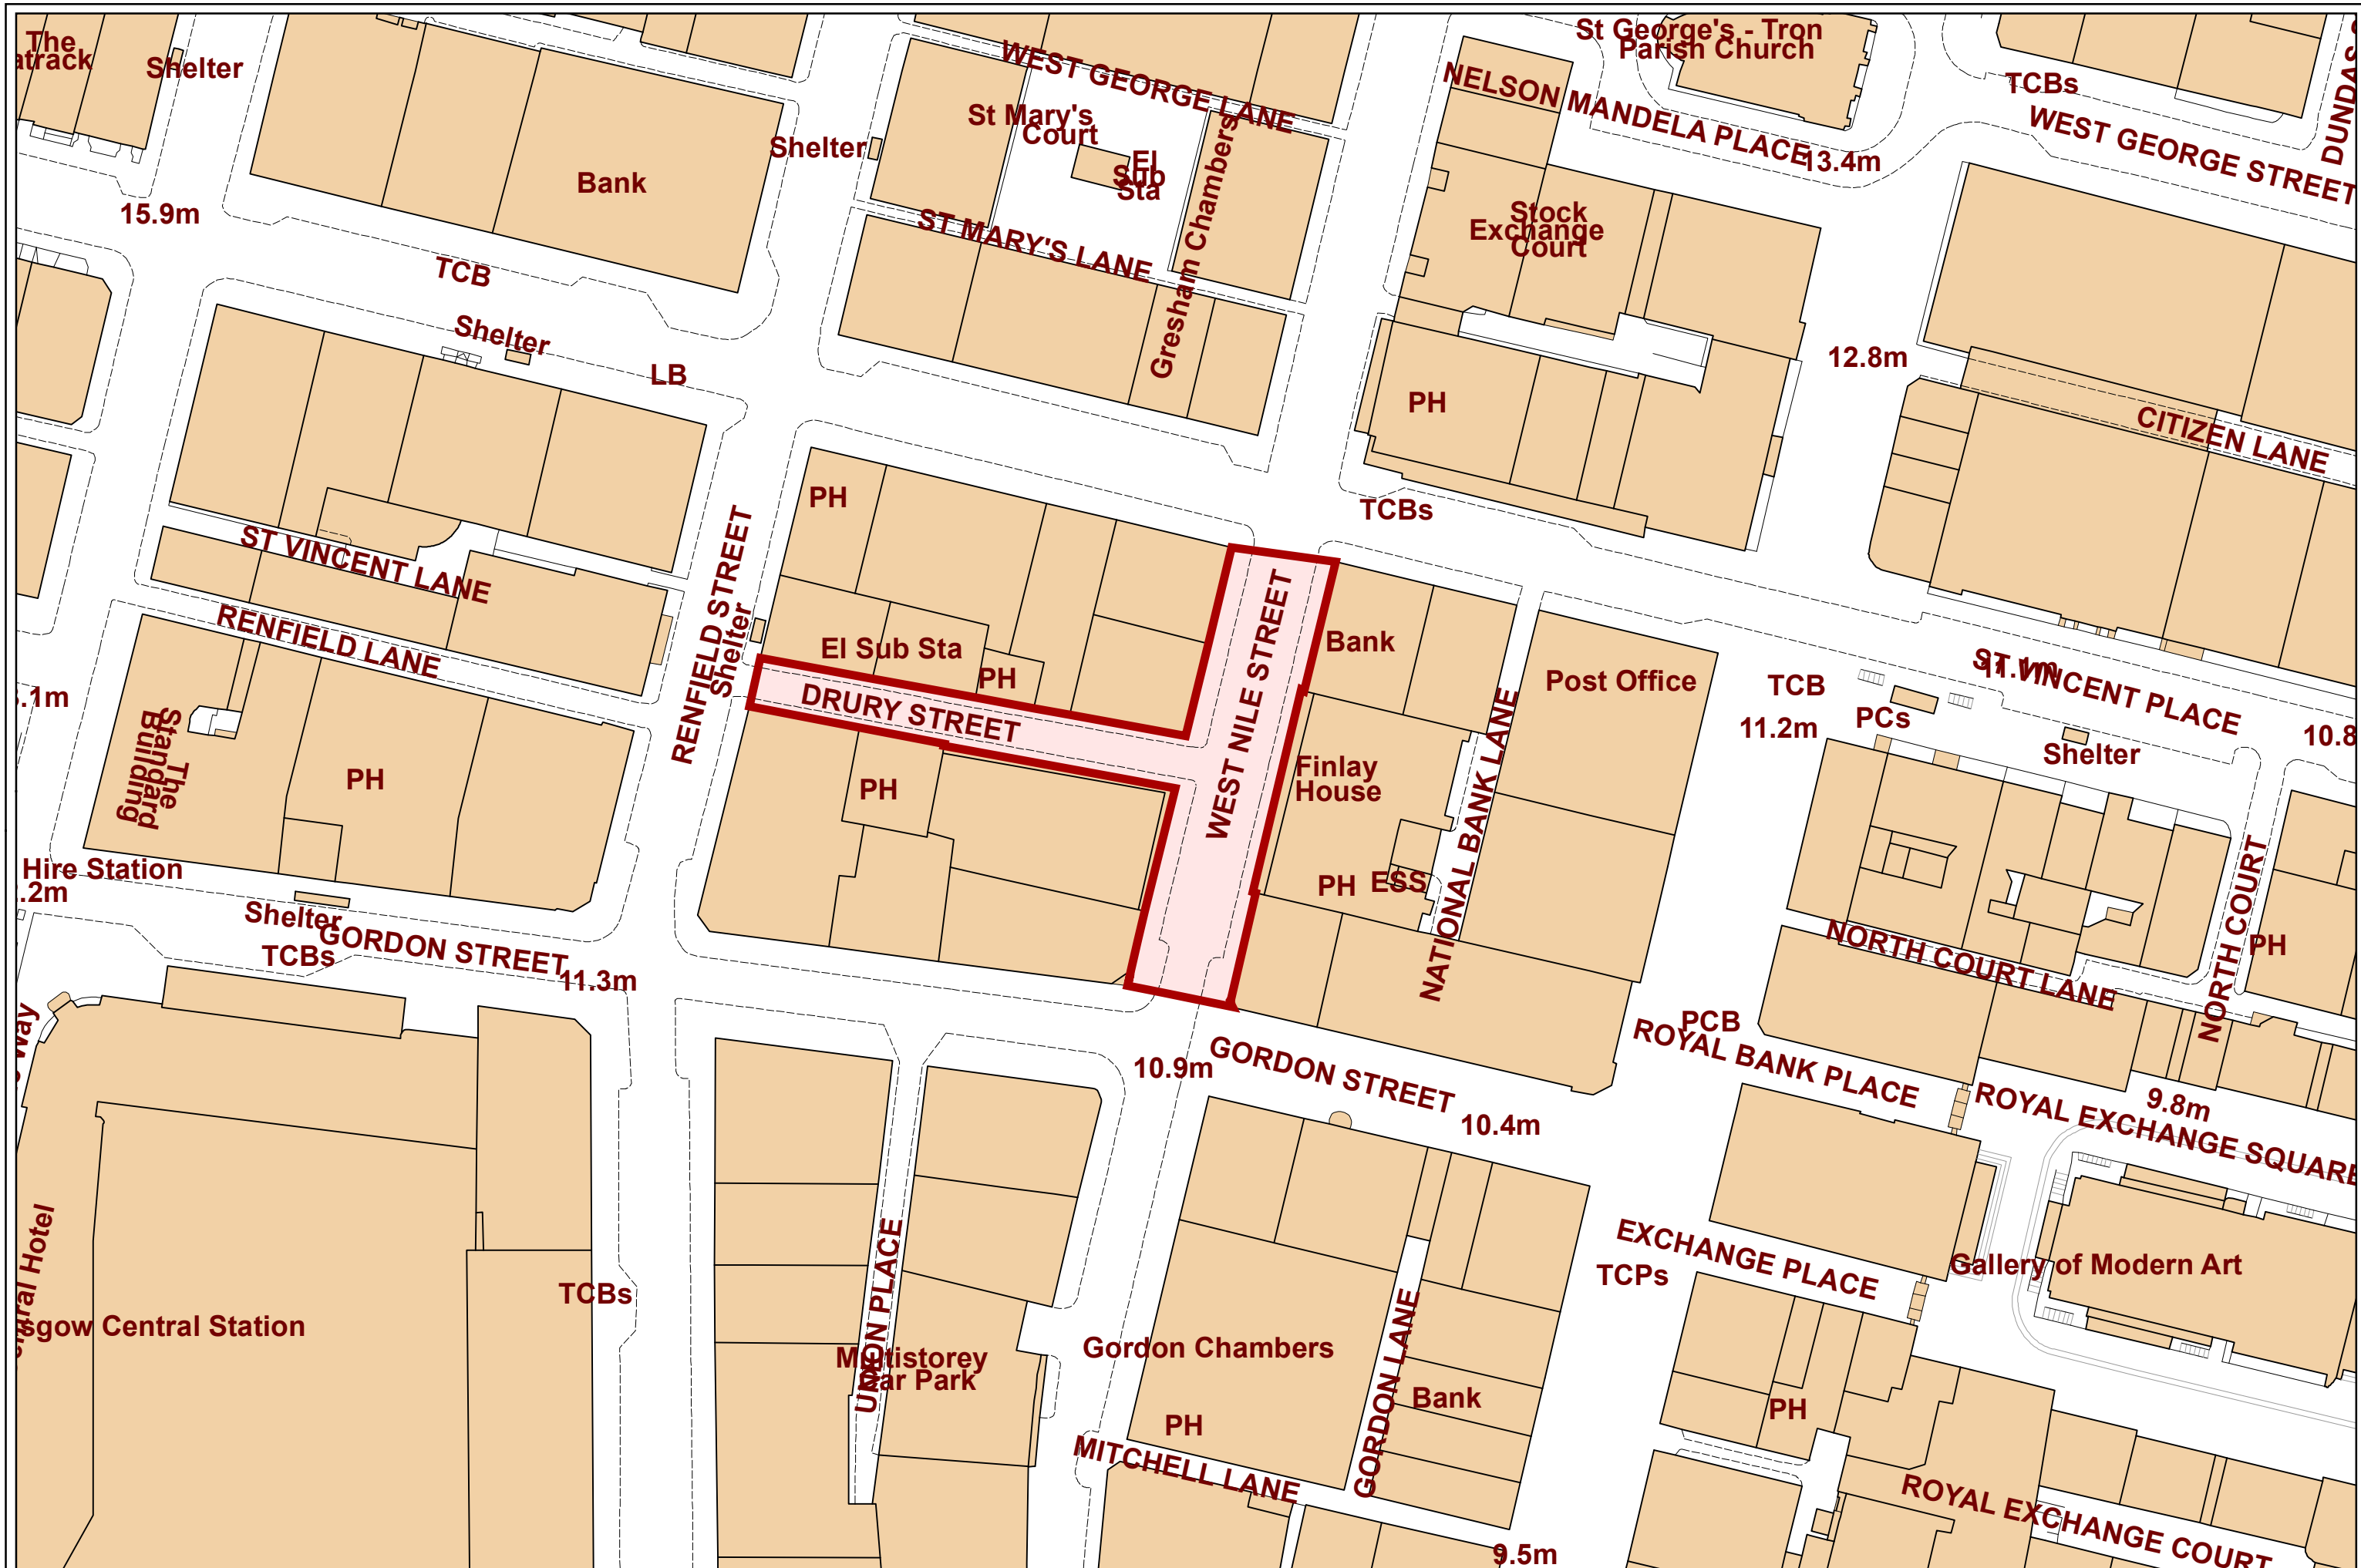 The
atrack
Shelter
15.9m
Bank
Shelter
WEST GEORGE LANE
St Mary's
Court
El
Sub
Sta
Gresham Chambers
ST MARY'S LANE
NELSON MANDELA PLACE
St George's - Tron
Parish Church
13.4m
TCBs
WEST GEORGE STREET
DUNDAS
Stock
Exchange
Court
TCB
Shelter
LB
PH
12.8m
CITIZEN LANE
PH
TCBs
ST VINCENT LANE
RENFIELD LANE
RENFIELD STREET
Shelter
El Sub Sta
PH
DRURY STREET
WEST NILE STREET
Bank
Post Office
TCB
11.2m
PCs
ST VINCENT PLACE
11.1m
Shelter
10.8
.1m
The
Standard
Building
PH
PH
Finlay
House
PH
ESS
NATIONAL BANK LANE
Hire Station
.2m
Shelter
TCBs
GORDON STREET
11.3m
NORTH COURT
PH
NORTH COURT LANE
PCB
ROYAL BANK PLACE
10.9m
GORDON STREET
10.4m
ROYAL EXCHANGE SQUARE
9.8m
Way
entral Hotel
sgow Central Station
TCBs
UNION PLACE
Multistorey
Car Park
Gordon Chambers
PH
GORDON LANE
Bank
EXCHANGE PLACE
TCPs
Gallery of Modern Art
PH
MITCHELL LANE
9.5m
ROYAL EXCHANGE COURT